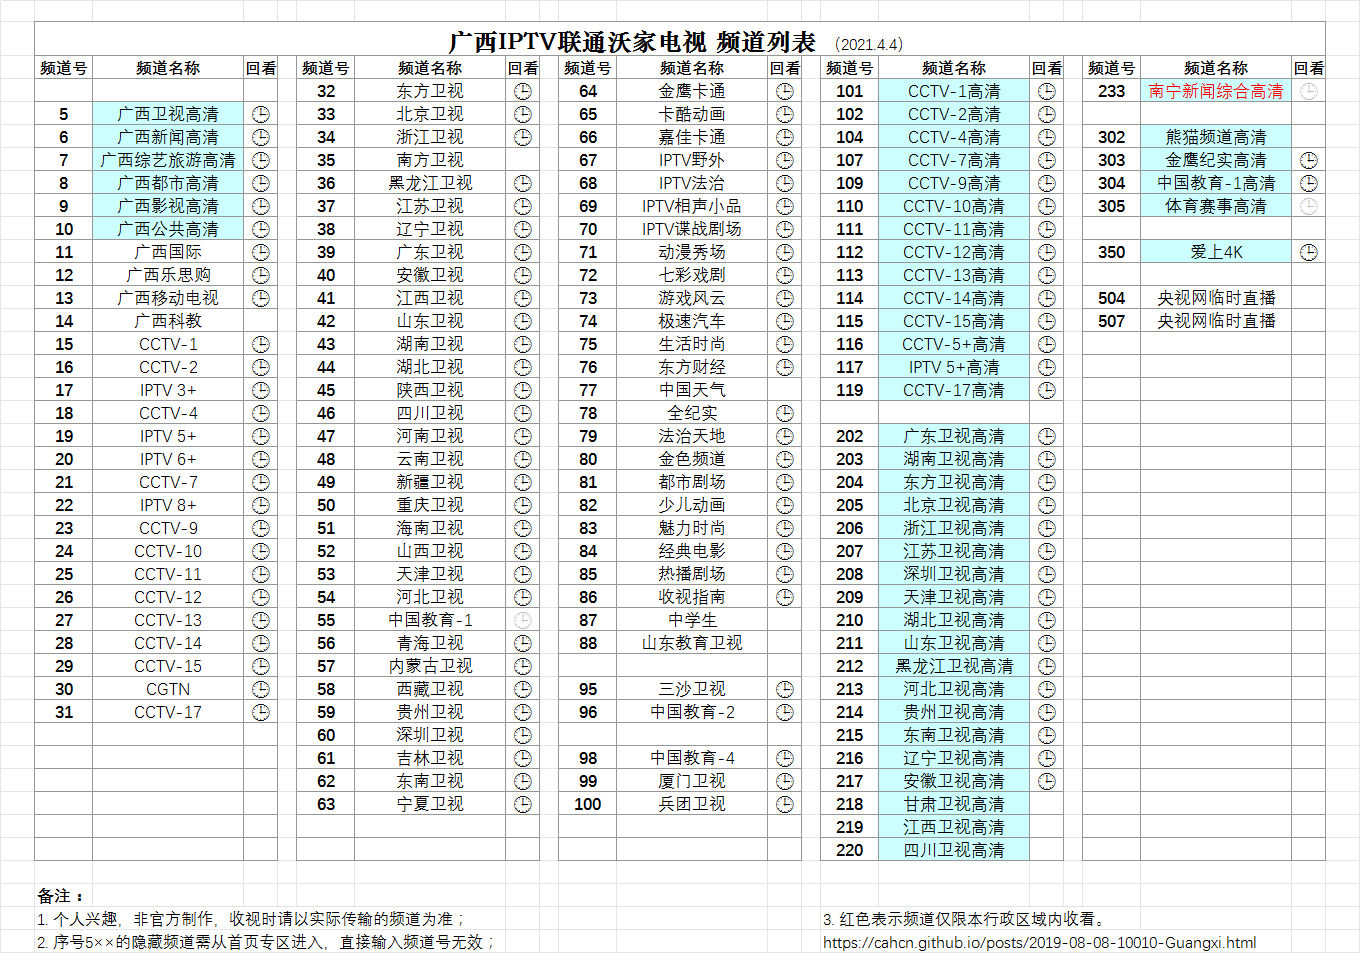 广西IPTV联通沃家电视 频道列表 （2021.4.4）
频道号 频道名称 回看 频道号 频道名称 回看 频道号 频道名称 回看 频道号 频道名称 回看 频道号 频道名称 回看
32 东方卫视 64 金鹰卡通 101 CCTV-1高清 233 南宁新闻综合高清
5 广西卫视高清 33 北京卫视 65 卡酷动画 102 CCTV-2高清
6 广西新闻高清 34 浙江卫视 66 嘉佳卡通 104 CCTV-4高清 302 熊猫频道高清
7 广西综艺旅游高清 35 南方卫视 67 IPTV野外 107 CCTV-7高清 303 金鹰纪实高清
8 广西都市高清 36 黑龙江卫视 68 IPTV法治 109 CCTV-9高清 304 中国教育-1高清
9 广西影视高清 37 江苏卫视 69 IPTV相声小品 110 CCTV-10高清 305 体育赛事高清
10 广西公共高清 38 辽宁卫视 70 IPTV谍战剧场 111 CCTV-11高清
11 广西国际 39 广东卫视 71 动漫秀场 112 CCTV-12高清 350 爱上4K
12 广西乐思购 40 安徽卫视 72 七彩戏剧 113 CCTV-13高清
13 广西移动电视 41 江西卫视 73 游戏风云 114 CCTV-14高清 504 央视网临时直播
14 广西科教 42 山东卫视 74 极速汽车 115 CCTV-15高清 507 央视网临时直播
15 CCTV-1 43 湖南卫视 75 生活时尚 116 CCTV-5+高清
16 CCTV-2 44 湖北卫视 76 东方财经 117 IPTV 5+高清
17 IPTV 3+ 45 陕西卫视 77 中国天气 119 CCTV-17高清
18 CCTV-4 46 四川卫视 78 全纪实
19 IPTV 5+ 47 河南卫视 79 法治天地 202 广东卫视高清
20 IPTV 6+ 48 云南卫视 80 金色频道 203 湖南卫视高清
21 CCTV-7 49 新疆卫视 81 都市剧场 204 东方卫视高清
22 IPTV 8+ 50 重庆卫视 82 少儿动画 205 北京卫视高清
23 CCTV-9 51 海南卫视 83 魅力时尚 206 浙江卫视高清
24 CCTV-10 52 山西卫视 84 经典电影 207 江苏卫视高清
25 CCTV-11 53 天津卫视 85 热播剧场 208 深圳卫视高清
26 CCTV-12 54 河北卫视 86 收视指南 209 天津卫视高清
27 CCTV-13 55 中国教育-1 87 中学生 210 湖北卫视高清
28 CCTV-14 56 青海卫视 88 山东教育卫视 211 山东卫视高清
29 CCTV-15 57 内蒙古卫视 212 黑龙江卫视高清
30 CGTN 58 西藏卫视 95 三沙卫视 213 河北卫视高清
31 CCTV-17 59 贵州卫视 96 中国教育-2 214 贵州卫视高清
60 深圳卫视 215 东南卫视高清
61 吉林卫视 98 中国教育-4 216 辽宁卫视高清
62 东南卫视 99 厦门卫视 217 安徽卫视高清
63 宁夏卫视 100 兵团卫视 218 甘肃卫视高清
219 江西卫视高清
220 四川卫视高清
备注：
1. 个人兴趣，非官方制作，收视时请以实际传输的频道为准； 3. 红色表示频道仅限本行政区域内收看。
2. 序号5××的隐藏频道需从首页专区进入，直接输入频道号无效； https://cahcn.github.io/posts/2019-08-08-10010-Guangxi.html